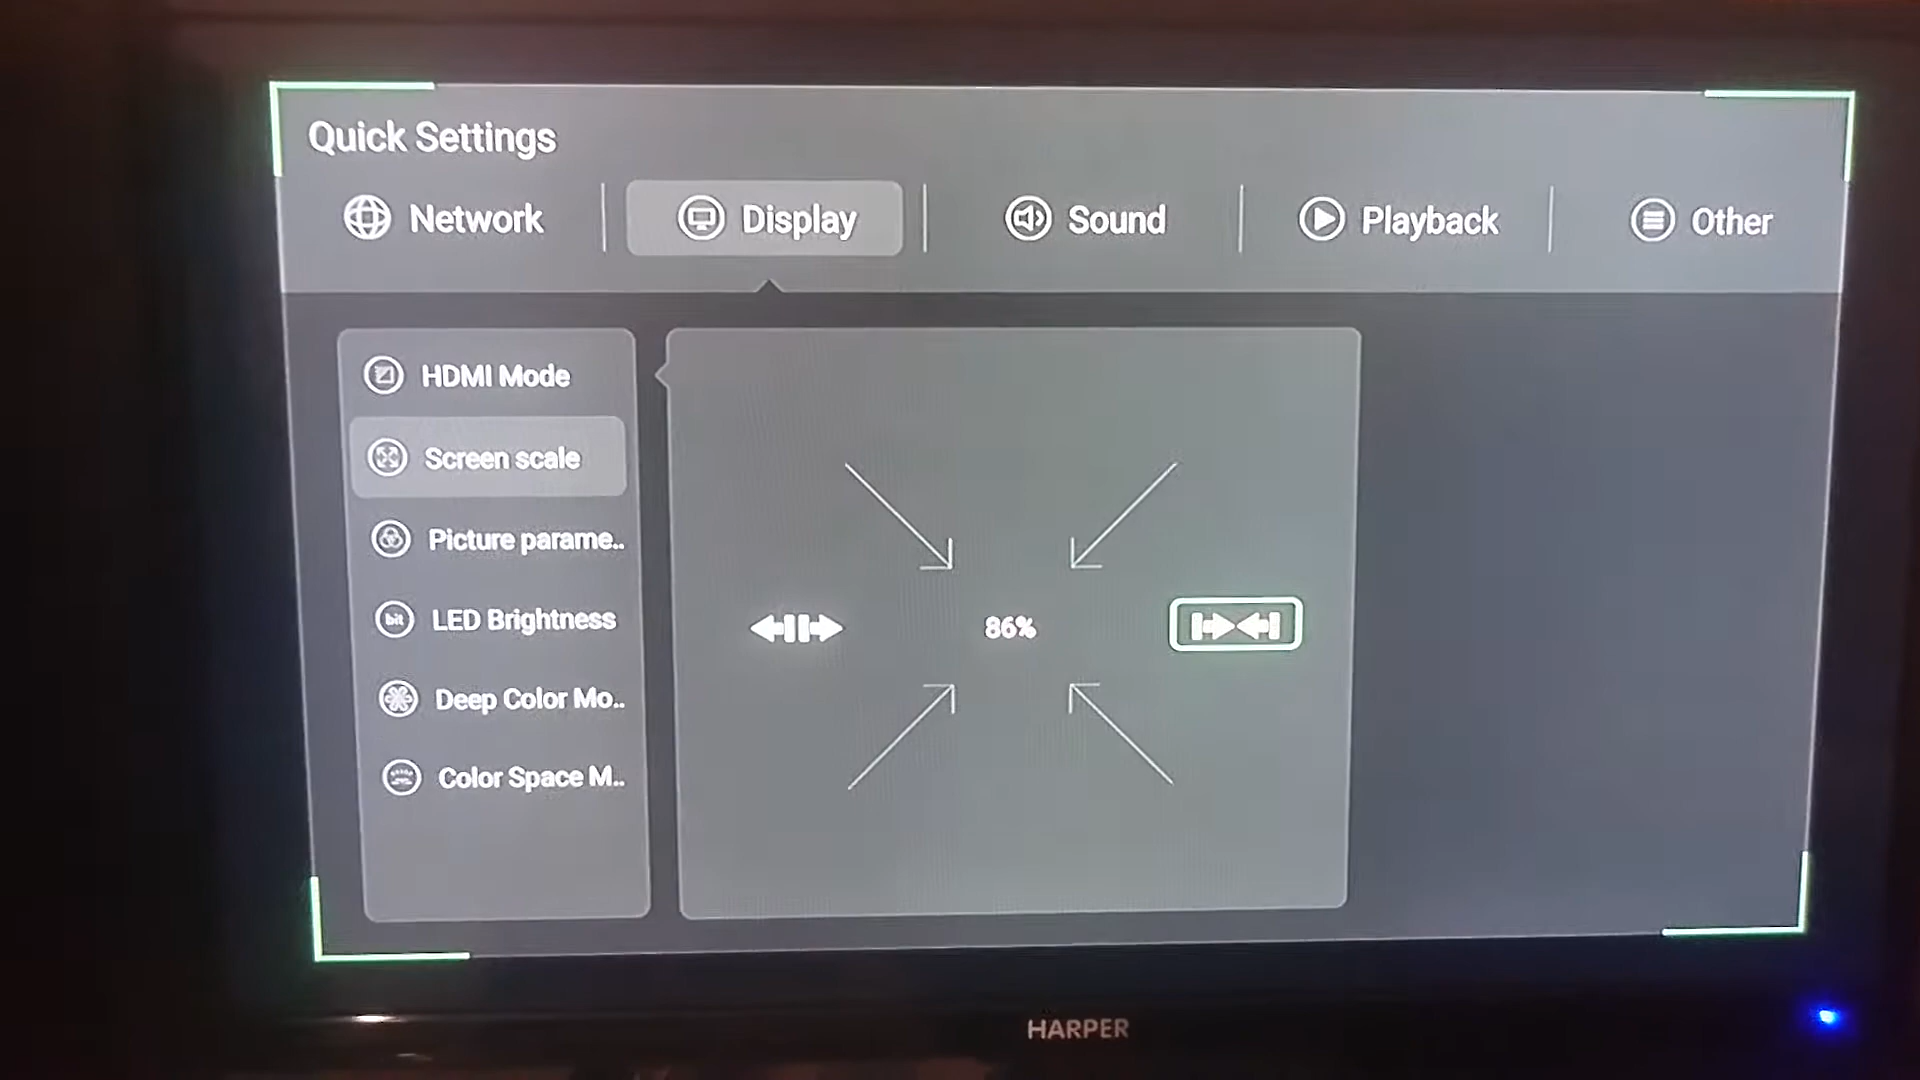 Quick Settings
Network
Display
Sound
Playback
Other
HDMI Mode
Screen scale
Picture parame..
bit
LED Brightness
Deep Color Mo..
Color Space M..
86%
HARPER